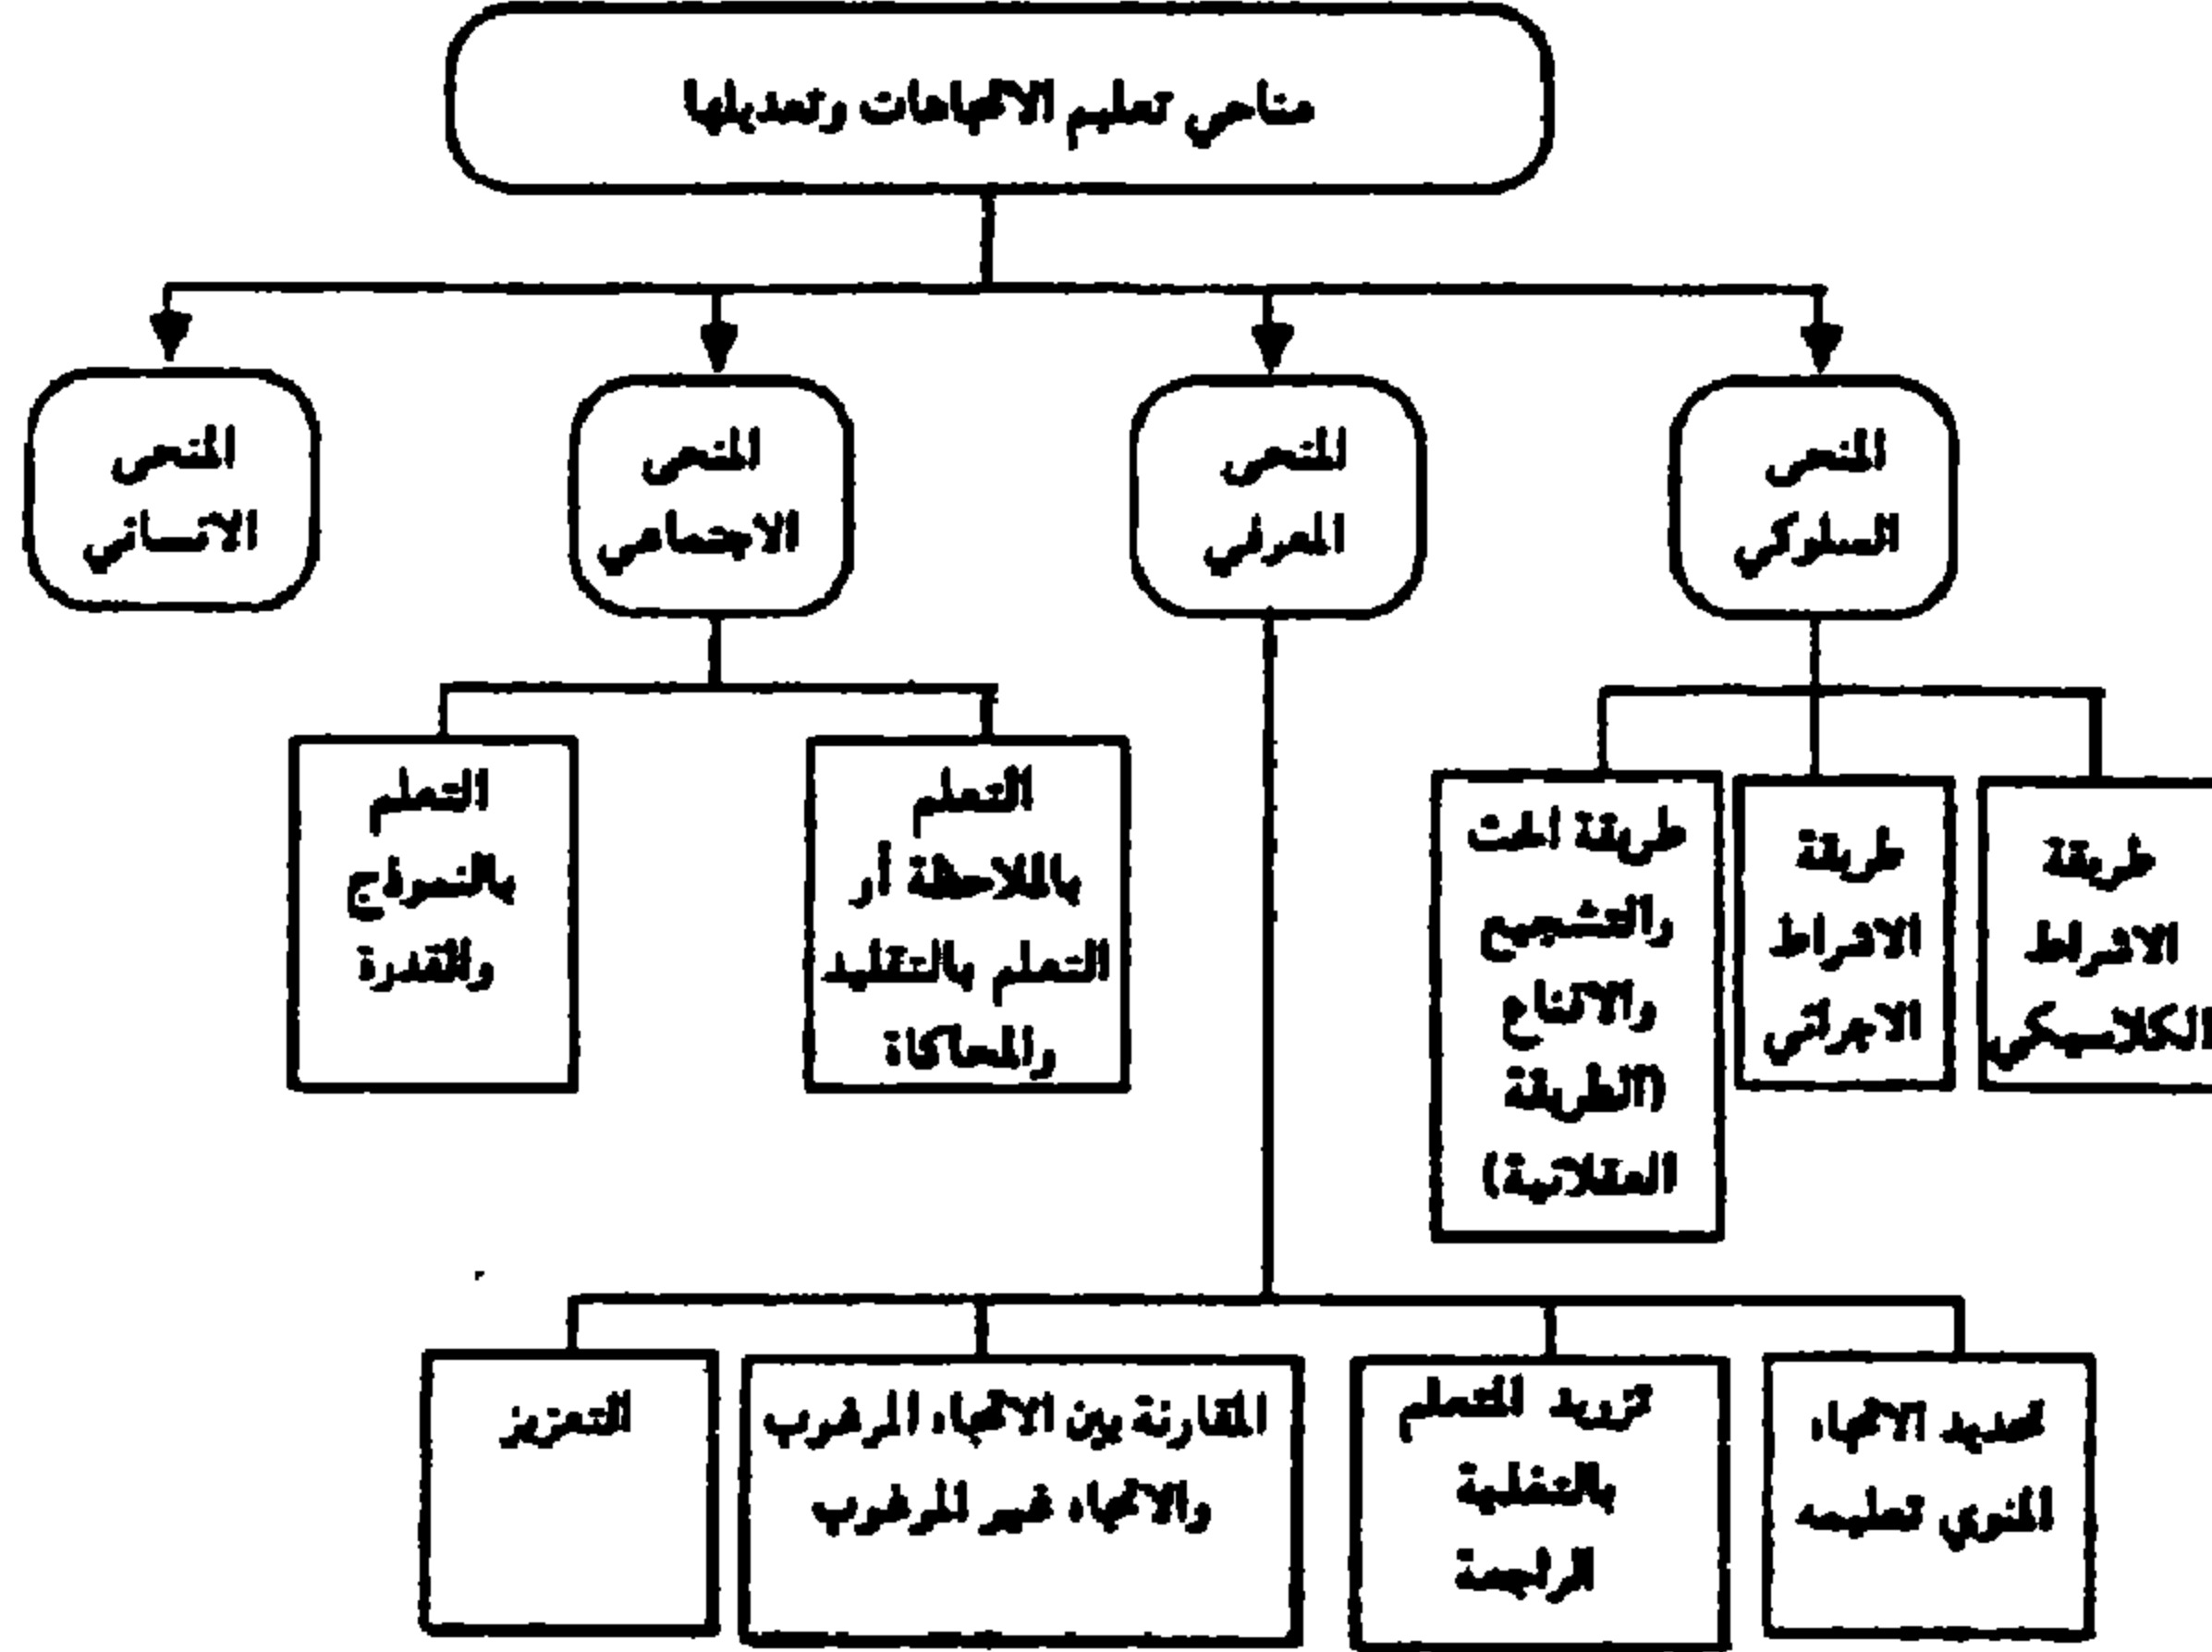 مناحي تعليم الاتجاهات وتعديلها
المنحى
السلوكي
المنحى
المعرفي
المنحى
الاجتماعي
المنحى
الانساني
طريقة
الاشراط
الكلاسيكي
طريقة
الاشراط
الاجرائي
طريقة الحث
والتشجيع
والاقناع
(الطريقة
العقلانية)
التعلم
بالملاحظة أو
التعلم بالتقليد
والمحاكاة
التعلم
بالنموذج
والقدوة
تحديد الاتجاه
المنوي تعليمه
تزويد المتعلم
بالتغذية
الراجعة
المقارنة بين الاتجاه المرغوب
والاتجاه غير المرغوب
التعزيز